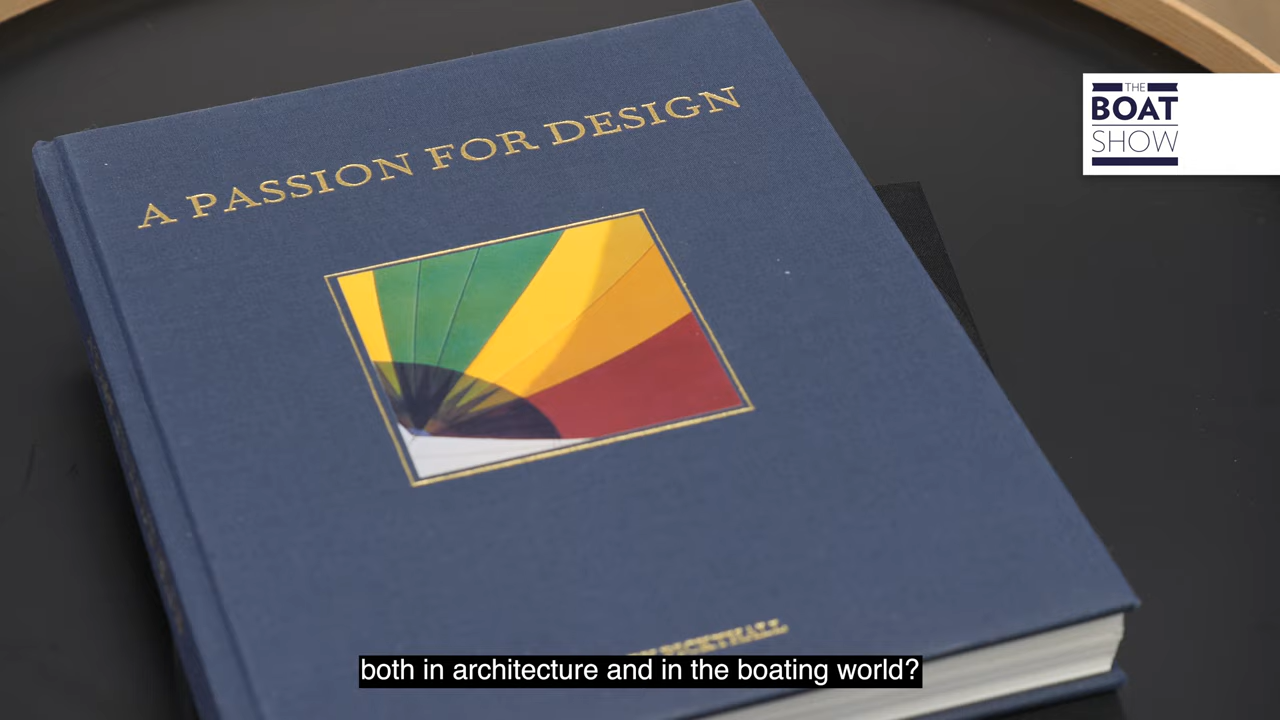 A PASSION FOR DESIGN
THE
BOAT
SHOW
both in architecture and in the boating world?